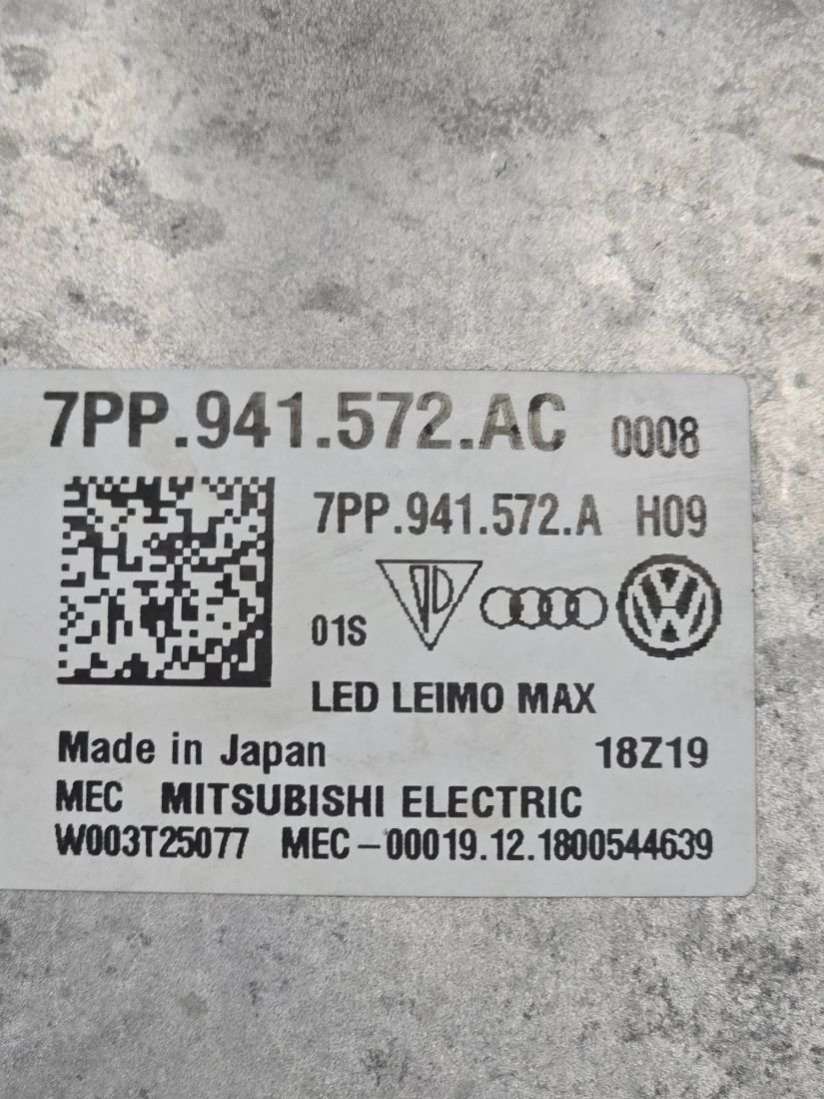 7PP.941.572.AC 0008
7PP.941.572.A H09
01S
LED LEIMO MAX
Made in Japan 18Z19
MEC MITSUBISHI ELECTRIC
W003T25077 MEC-00019.12.1800544639